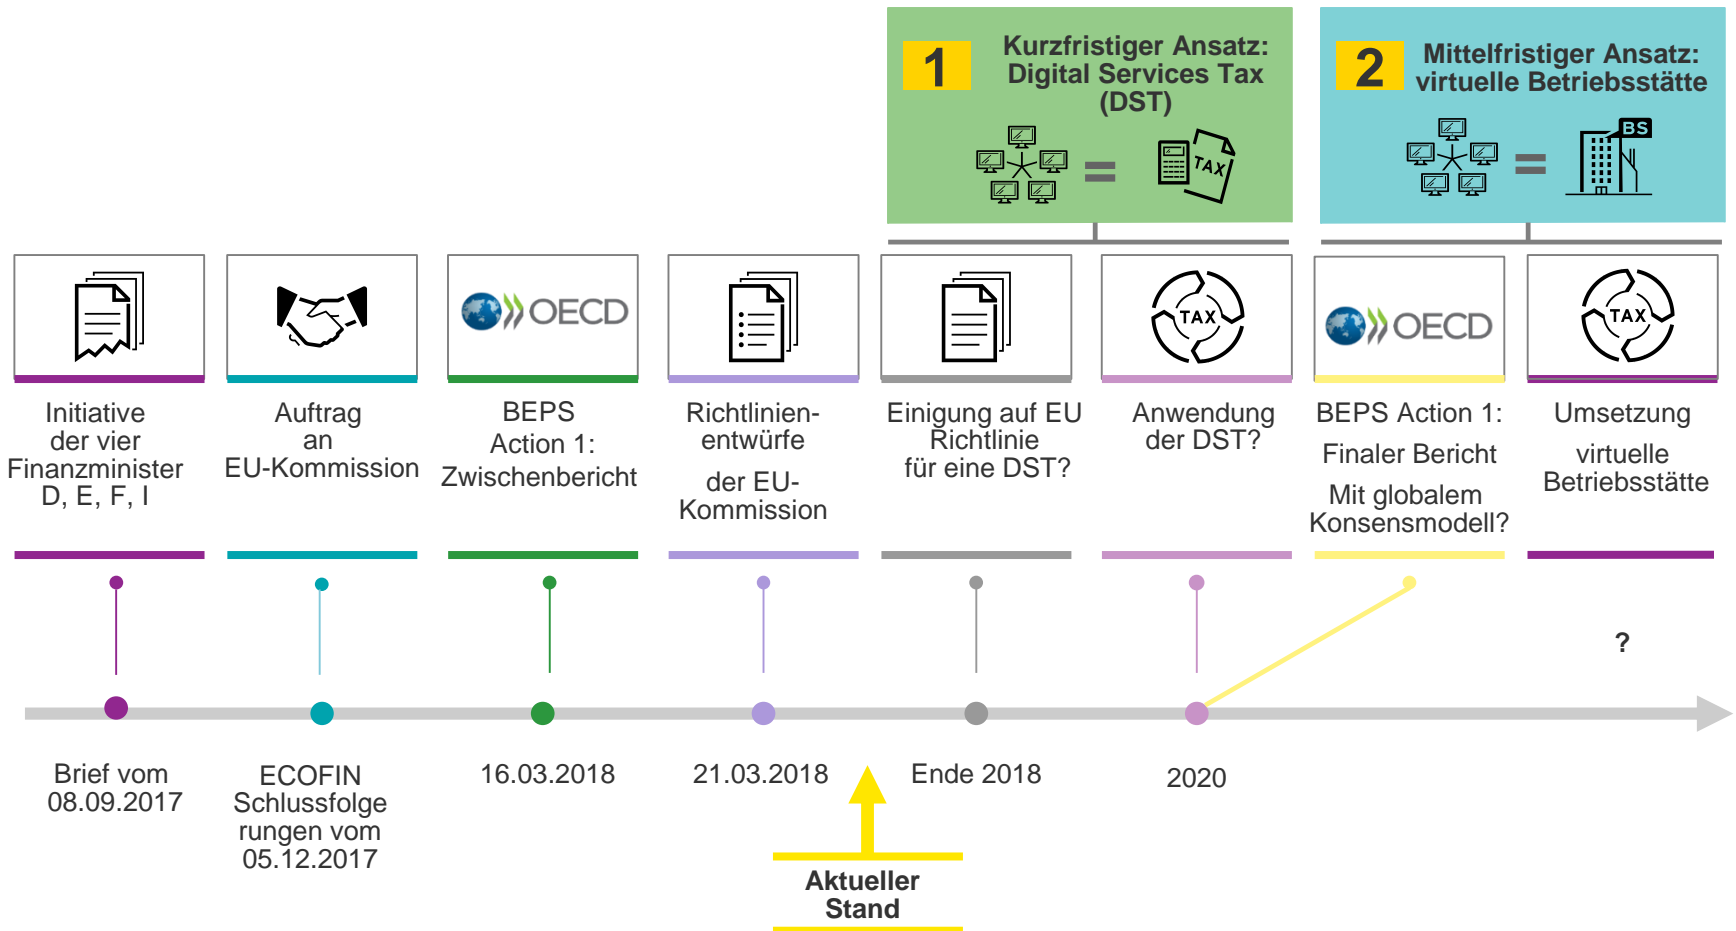 1
Kurzfristiger Ansatz:
Digital Services Tax
(DST)
TAX
2
Mittelfristiger Ansatz:
virtuelle Betriebsstätte
BS
OECD
TAX
OECD
TAX
Initiative
der vier
Finanzminister
D, E, F, I
Auftrag
an
EU-Kommission
BEPS
Action 1:
Zwischenbericht
Richtlinien-
entwürfe
der EU-
Kommission
Einigung auf EU
Richtlinie
für eine DST?
Anwendung
der DST?
BEPS Action 1:
Finaler Bericht
Mit globalem
Konsensmodell?
Umsetzung
virtuelle
Betriebsstätte
?
Brief vom
08.09.2017
ECOFIN
Schlussfolge
rungen vom
05.12.2017
16.03.2018
21.03.2018
Ende 2018
2020
Aktueller
Stand